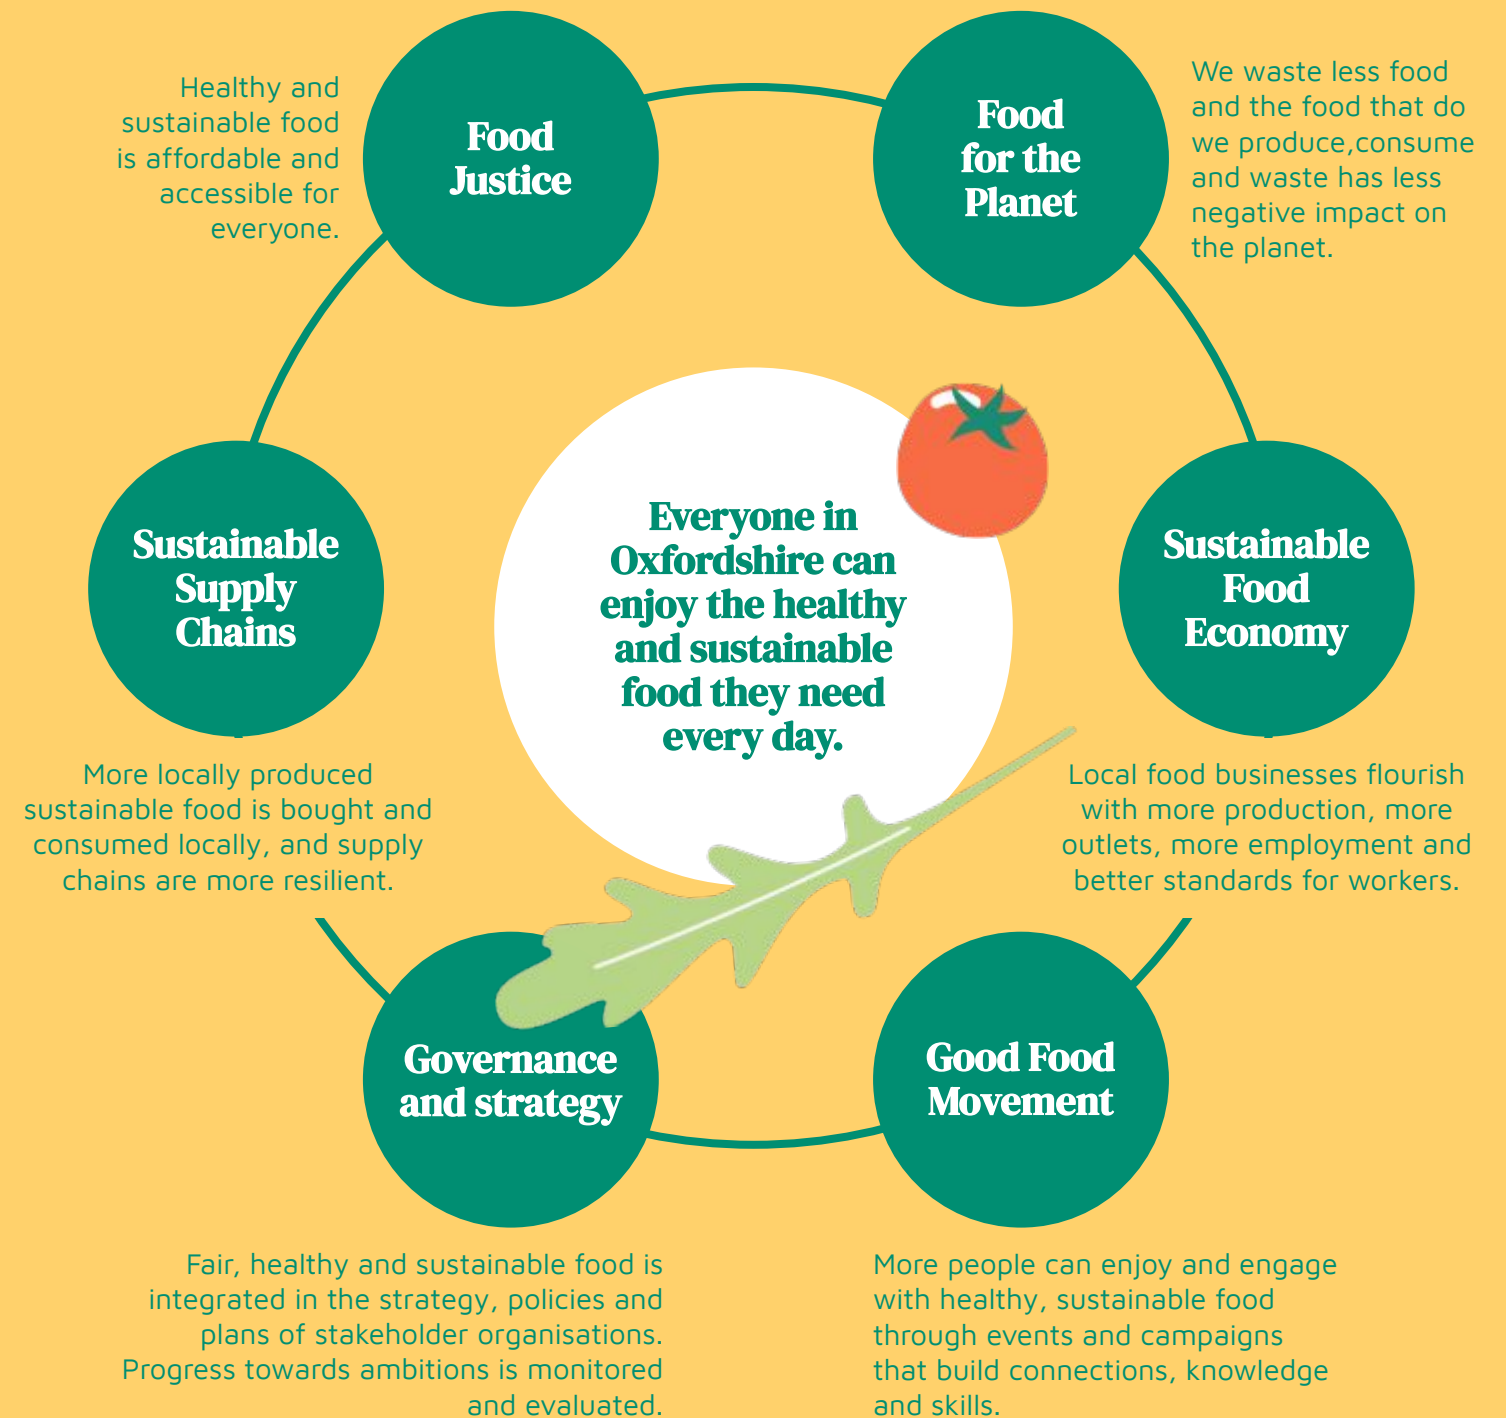 Healthy and
sustainable food
is affordable and
accessible for
everyone.
Food
Justice
Food
for the
Planet
We waste less food
and the food that do
we produce,consume
and waste has less
negative impact on
the planet.
Sustainable
Supply
Chains
More locally produced
sustainable food is bought and
consumed locally, and supply
chains are more resilient.
Everyone in
Oxfordshire can
enjoy the healthy
and sustainable
food they need
every day.
Sustainable
Food
Economy
Local food businesses flourish
with more production, more
outlets, more employment and
better standards for workers.
Governance
and strategy
Fair, healthy and sustainable food is
integrated in the strategy, policies and
plans of stakeholder organisations.
Progress towards ambitions is monitored
and evaluated.
Good Food
Movement
More people can enjoy and engage
with healthy, sustainable food
through events and campaigns
that build connections, knowledge
and skills.